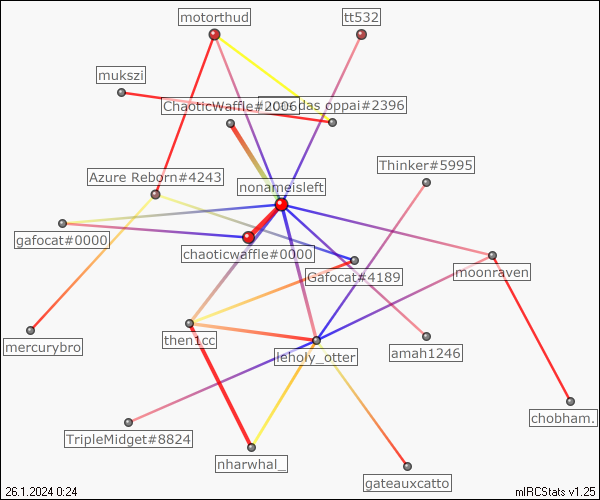 motorthud
tt532
mukszi
ChaoticWaffle#2006
das oppai#2396
Thinker#5995
Azure Reborn#4243
nonameisleft
gafocat#0000
chaoticwaffle#0000
Gafocat#4189
moonraven
mercurybro
then1cc
leholy_otter
amah1246
chobham.
TripleMidget#8824
nharwhal_
gateauxcatto
26.1.2024 0:24
mIRCStats v1.25